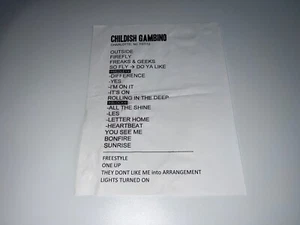 CHILDISH GAMBINO
OUTSIDE
FIREFLY
FREAKS & GEEKS
SO FLY → DO YA LIKE
-DIFFERENCE
-YES
-I'M ON IT
-IT'S ON
ROLLING IN THE DEEP
-ALL THE SHINE
-LES
-LETTER HOME
-HEARTBEAT
YOU SEE ME
BONFIRE
SUNRISE
FREESTYLE
ONE UP
THEY DONT LIKE ME into ARRANGEMENT
LIGHTS TURNED ON